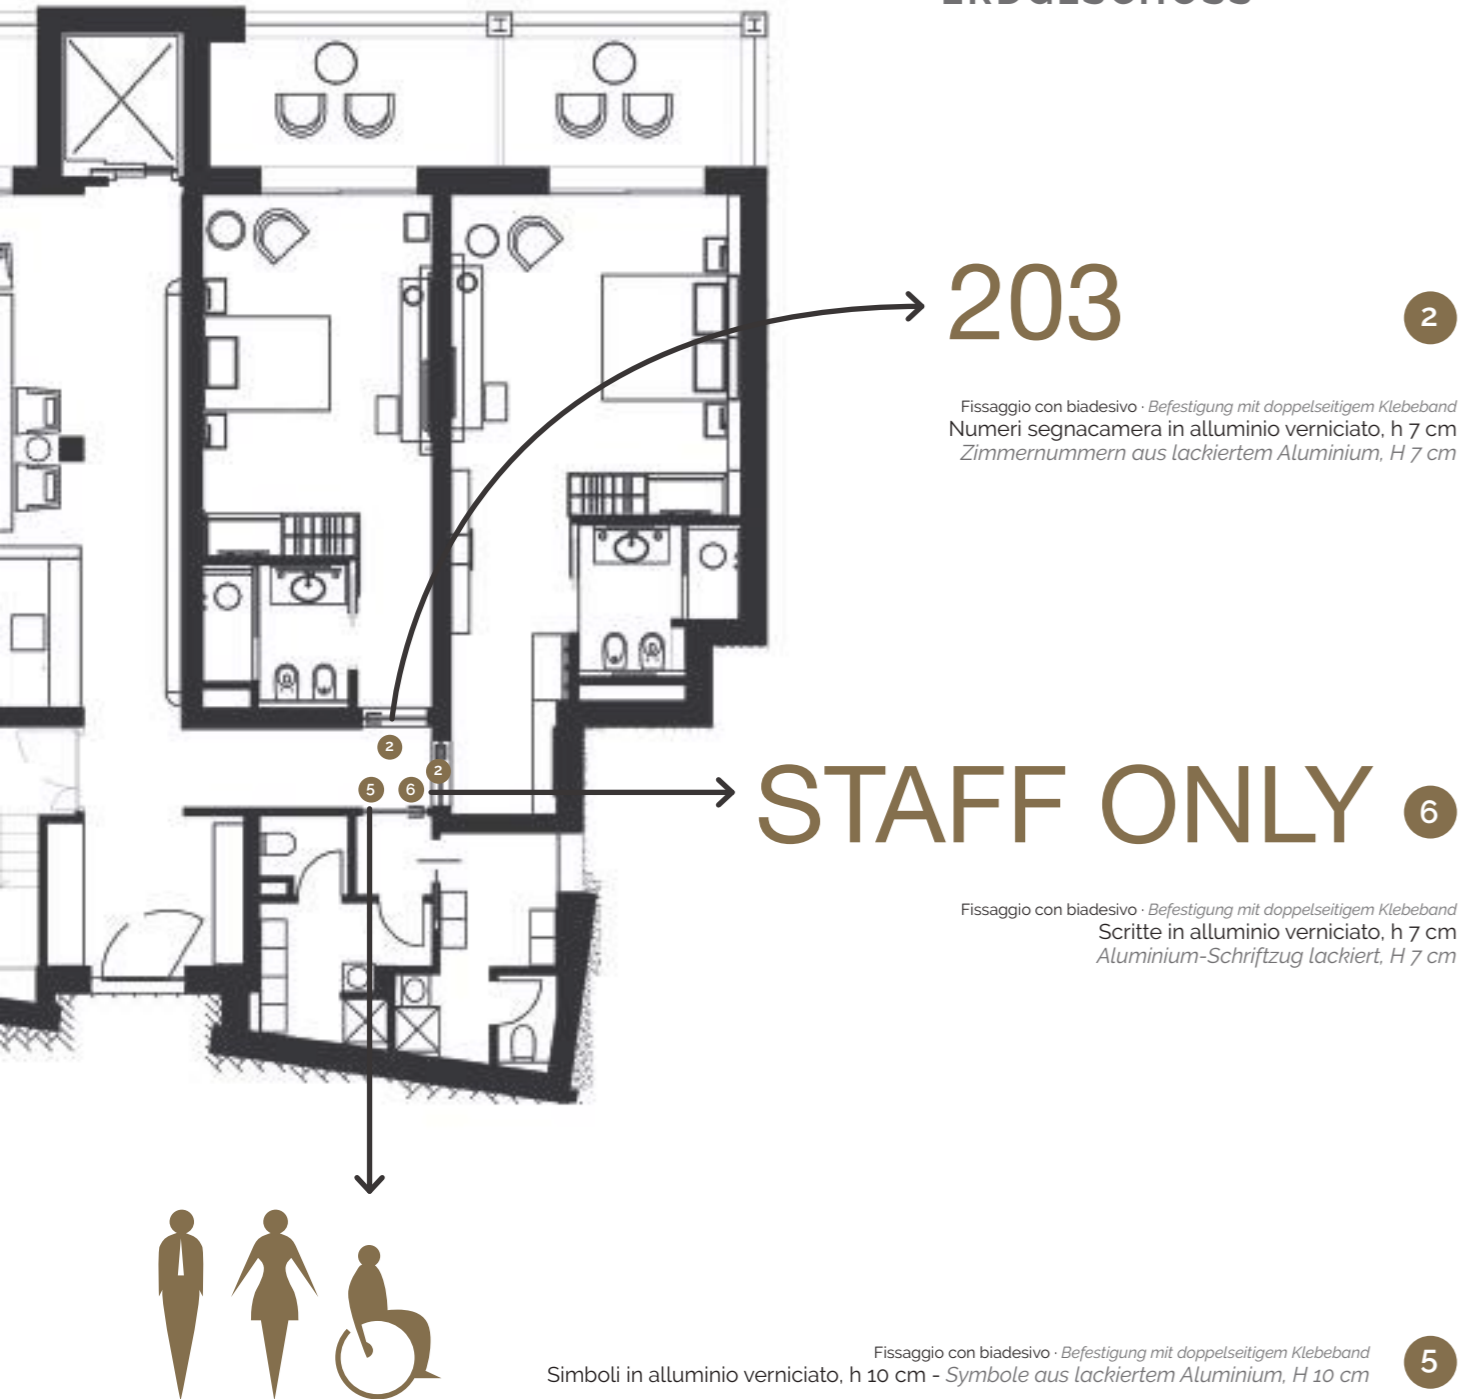 ERDGESCHOSS
203
2
Fissaggio con biadesivo · Befestigung mit doppelseitigem Klebeband
Numeri segnacamera in alluminio verniciato, h 7 cm
Zimmernummern aus lackiertem Aluminium, H 7 cm
2
2
5
6
STAFF ONLY
6
Fissaggio con biadesivo · Befestigung mit doppelseitigem Klebeband
Scritte in alluminio verniciato, h 7 cm
Aluminium-Schriftzug lackiert, H 7 cm
Fissaggio con biadesivo · Befestigung mit doppelseitigem Klebeband
Simboli in alluminio verniciato, h 10 cm - Symbole aus lackiertem Aluminium, H 10 cm
5